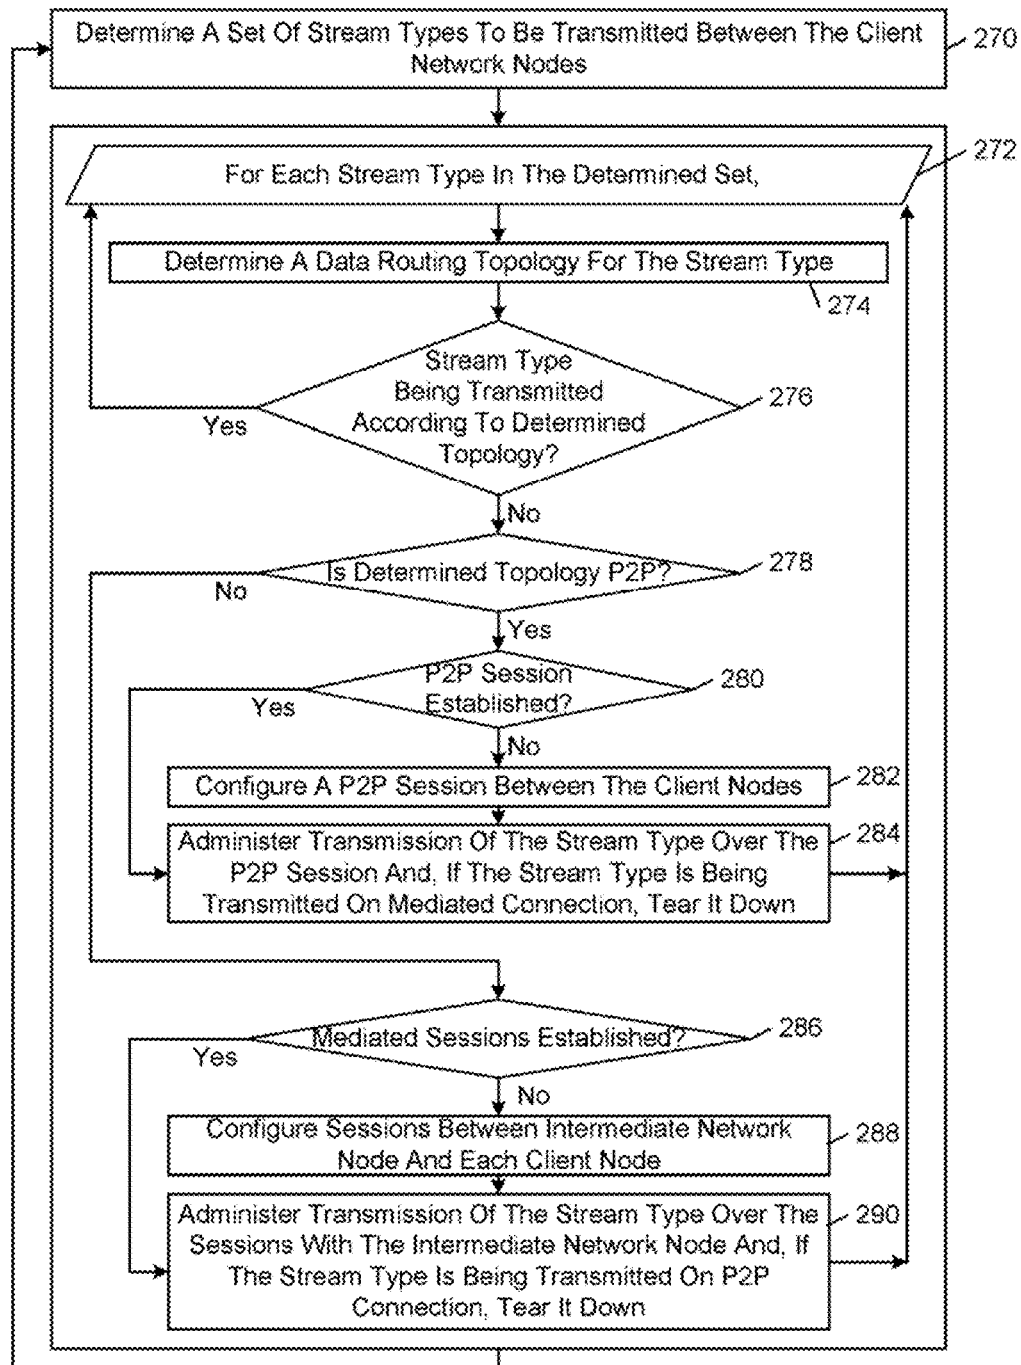 Determine A Set Of Stream Types To Be Transmitted Between The Client
Network Nodes
270
272
For Each Stream Type In The Determined Set,
Determine A Data Routing Topology For The Stream Type
274
Stream Type
Being Transmitted
According To Determined
Topology?
276
Yes
No
Is Determined Topology P2P?
278
No
Yes
P2P Session
Established?
280
Yes
No
Configure A P2P Session Between The Client Nodes
282
Administer Transmission Of The Stream Type Over The
P2P Session And, If The Stream Type Is Being
Transmitted On Mediated Connection, Tear It Down
284
Mediated Sessions Established?
286
Yes
No
Configure Sessions Between Intermediate Network
Node And Each Client Node
288
Administer Transmission Of The Stream Type Over The
Sessions With The Intermediate Network Node And, If
The Stream Type Is Being Transmitted On P2P
Connection, Tear It Down
290